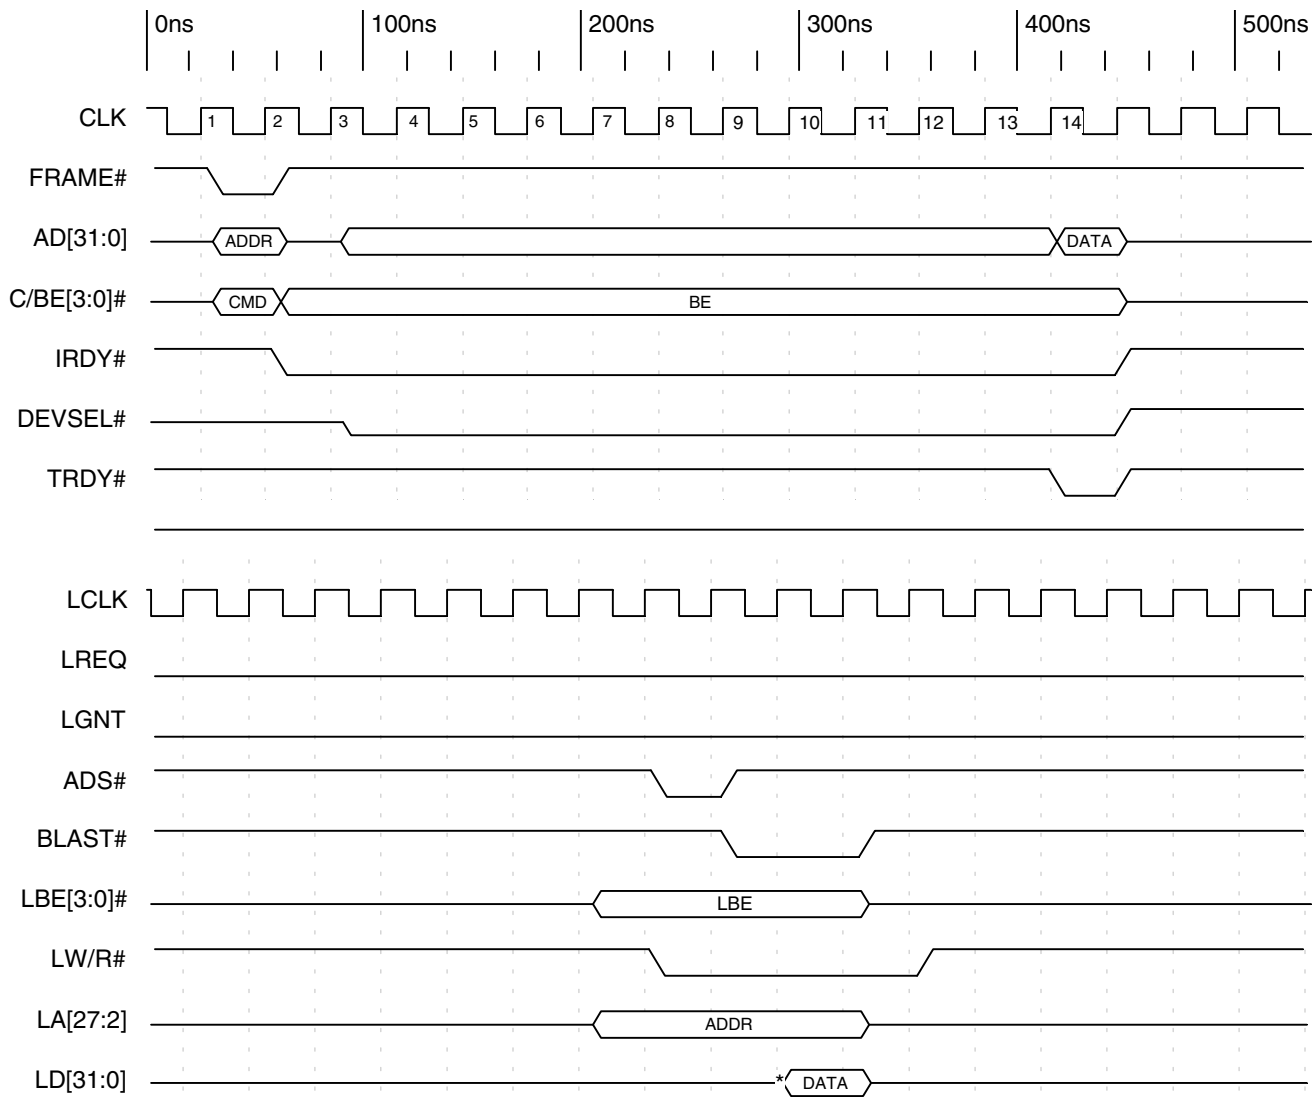 0ns 100ns 200ns 300ns 400ns 500ns
CLK 1 2 3 4 5 6 7 8 9 10 11 12 13 14
FRAME#
AD[31:0] ADDR DATA
C/BE[3:0]# CMD BE
IRDY#
DEVSEL#
TRDY#
LCLK
LREQ
LGNT
ADS#
BLAST#
LBE[3:0]# LBE
LW/R#
LA[27:2] ADDR
LD[31:0] * DATA